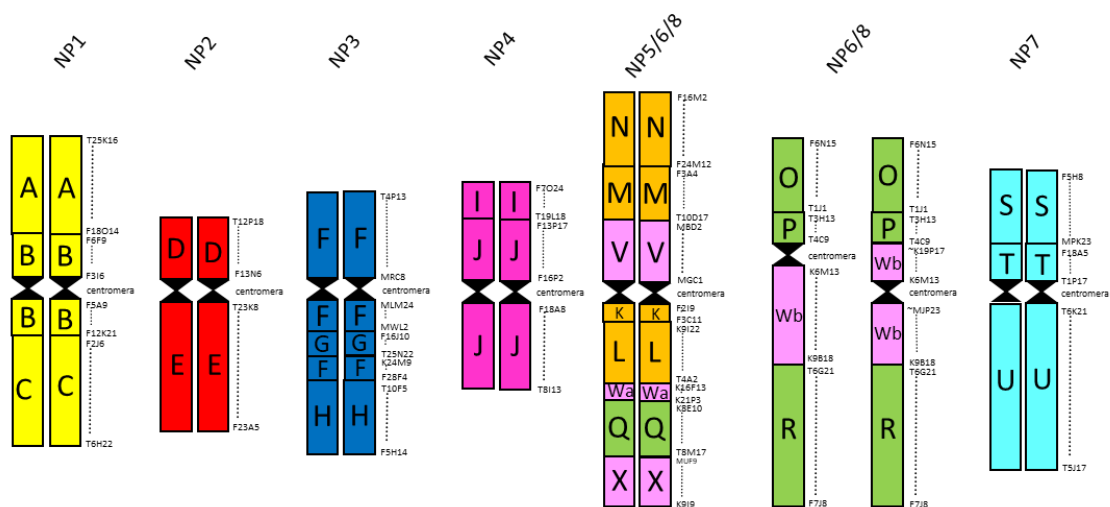 NP1
NP2
NP3
NP4
NP5/6/8
NP6/8
NP7
A A
B B
B B
C C
T25K16
F18O14
F6F9
F3I6
centromera
F5A9
F12K21
F2J6
T6H22
D D
E E
T12P18
F13N6
centromera
T23K8
F23A5
F F
F F
G G
F F
H H
T4P13
MRC8
centromera
MLM24
MWL2
F16J10
T25N22
K24M9
F28F4
T10F5
F5H14
I I
J J
J J
F7O24
T19L18
F13P17
F16P2
centromera
F18A8
T8I13
N N
M M
V V
K K
L L
Wa Wa
Q Q
X X
F16M2
F24M12
F3A4
T10D17
MBD2
MGC1
centromera
F2I9
F3C11
K9I22
T4A2
K16F13
K21P3
K8E10
T8M17
MUF9
K9I9
O
P
Wb
R
F6N15
T1J1
T3H13
T4C9
centromera
K6M13
K9B18
T6G21
F7J8
O
P
Wb
Wb
R
F6N15
T1J1
T3H13
T4C9
~K19P17
K6M13
centromera
~MJP23
K9B18
T6G21
F7J8
S S
T T
U U
F5H8
MPK23
F18A5
T1P17
centromera
T6K21
T5J17